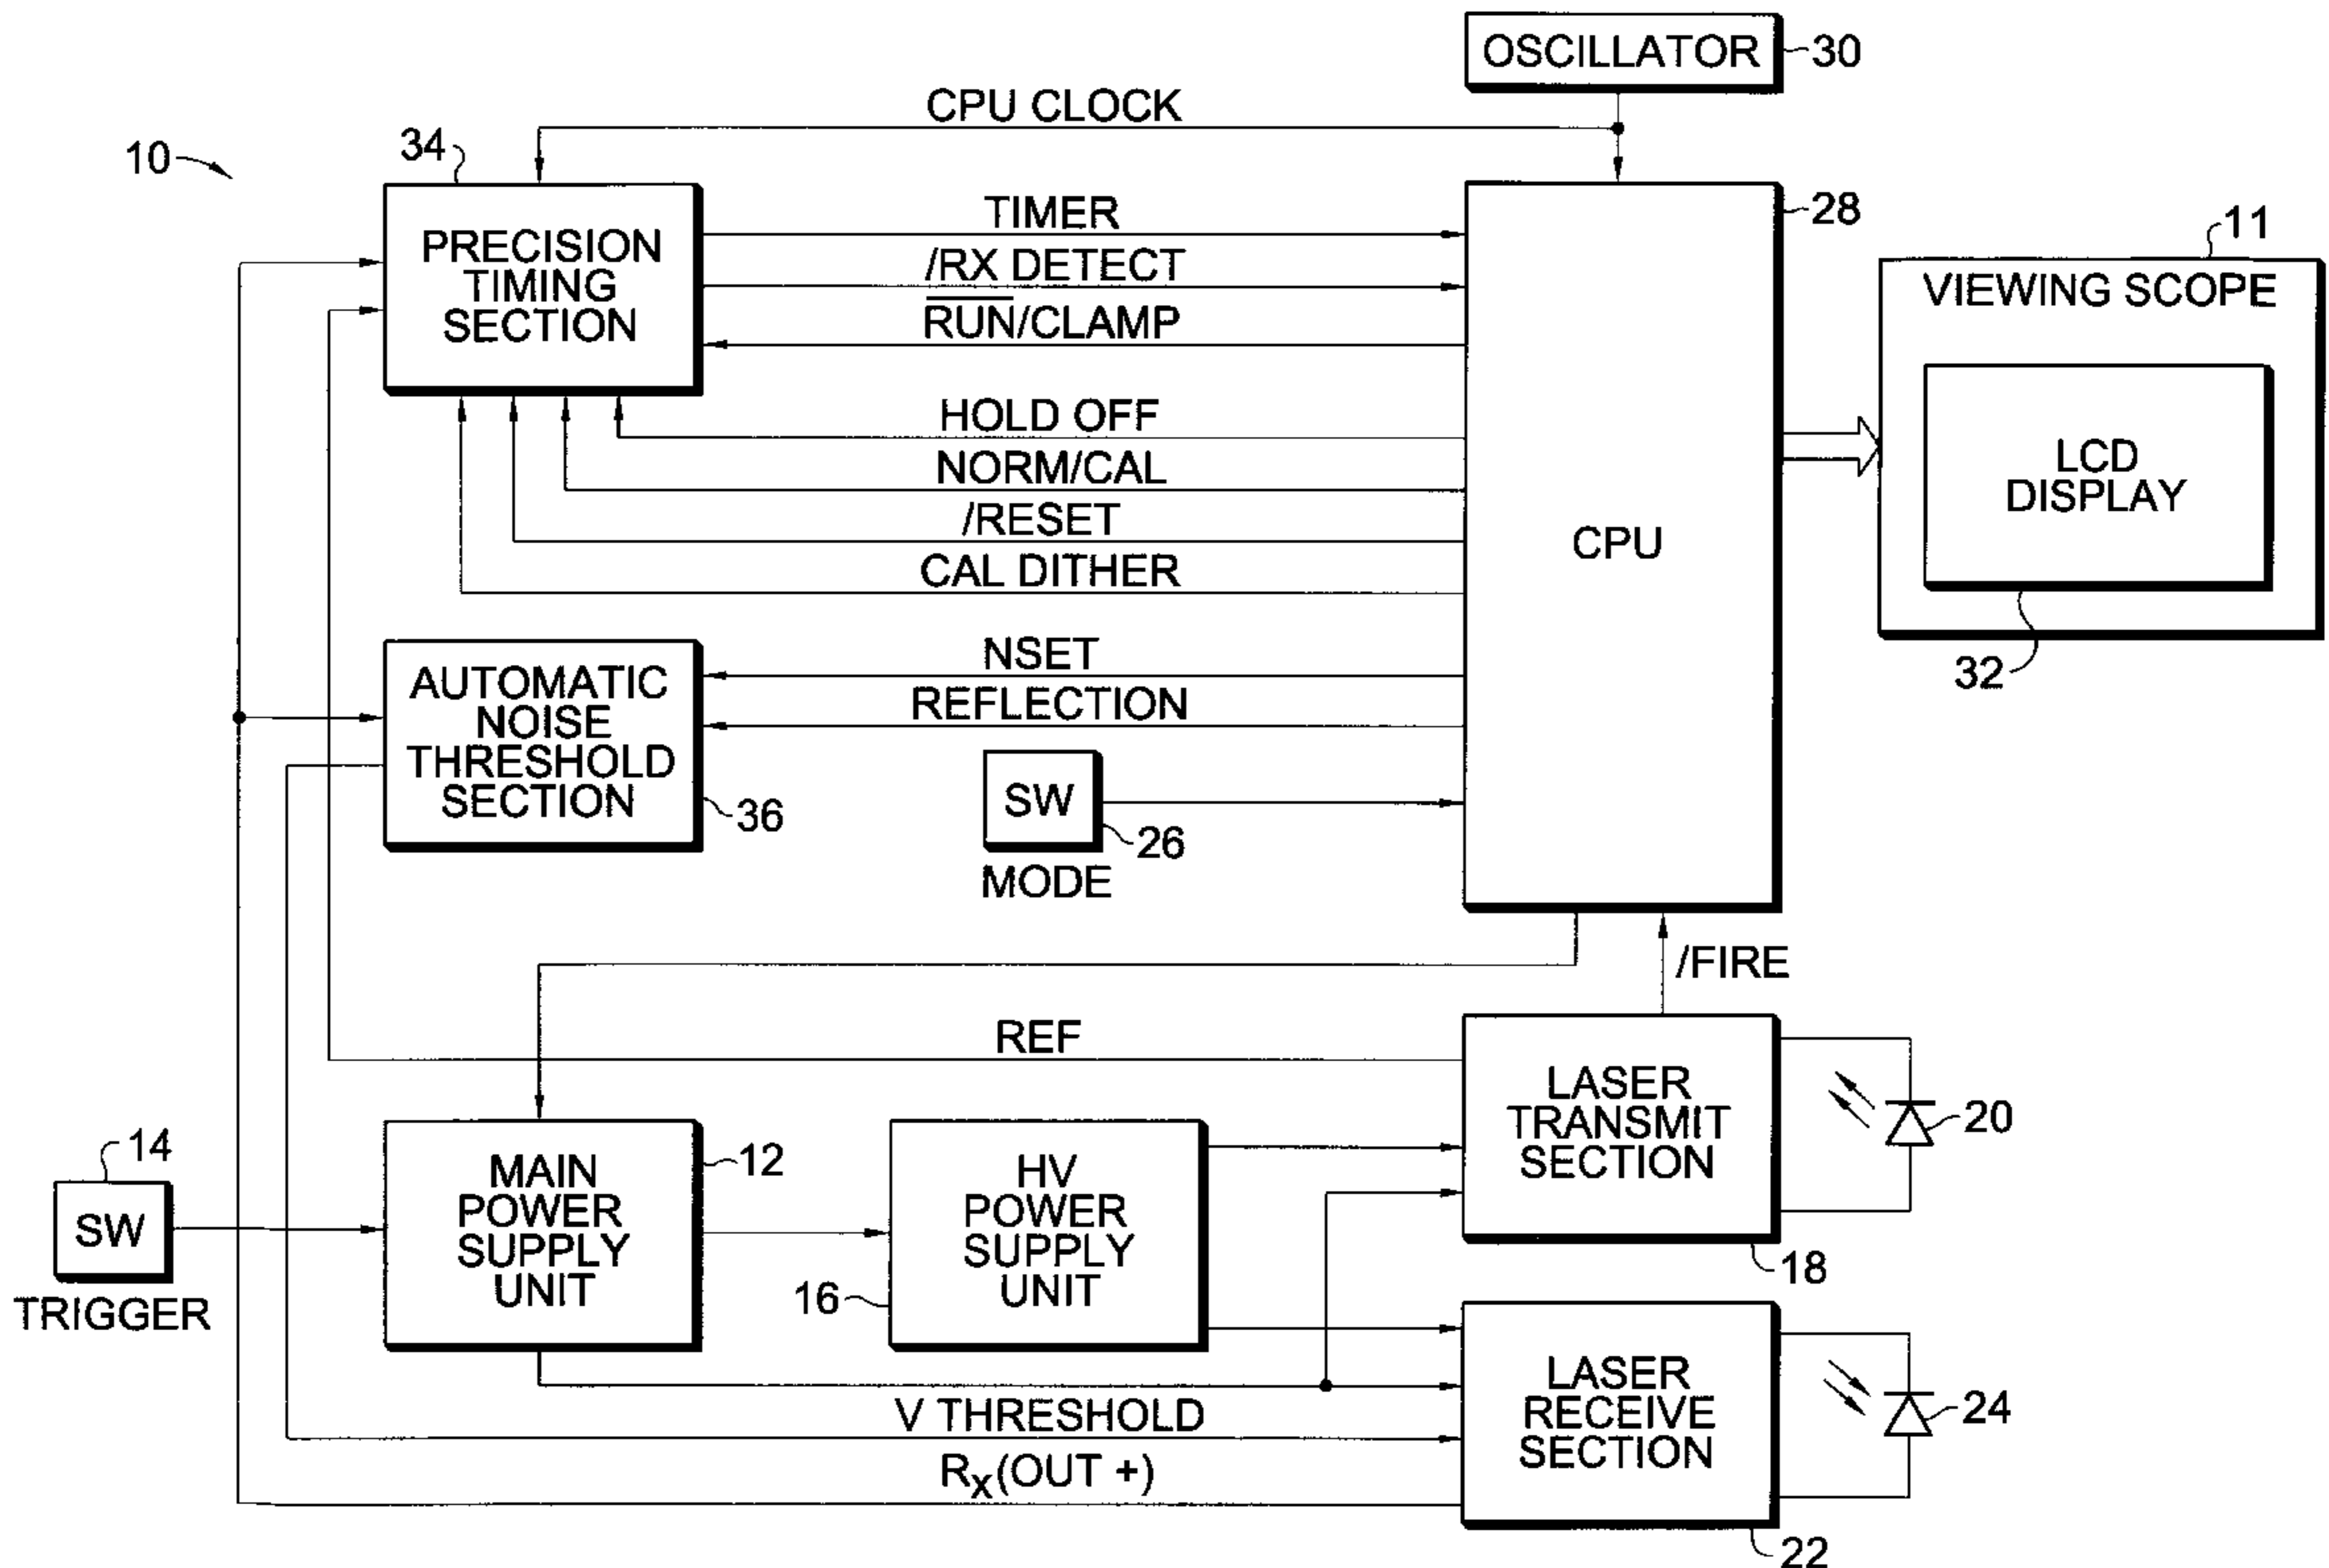 OSCILLATOR
30
CPU CLOCK
10
34
PRECISION
TIMING
SECTION
TIMER
/RX DETECT
RUN/CLAMP
HOLD OFF
NORM/CAL
/RESET
CAL DITHER
28
CPU
11
VIEWING SCOPE
LCD
DISPLAY
32
AUTOMATIC
NOISE
THRESHOLD
SECTION
36
NSET
REFLECTION
SW
26
MODE
/FIRE
REF
14
SW
TRIGGER
MAIN
POWER
SUPPLY
UNIT
12
HV
POWER
SUPPLY
UNIT
16
LASER
TRANSMIT
SECTION
18
20
V THRESHOLD
Rx(OUT +)
LASER
RECEIVE
SECTION
22
24